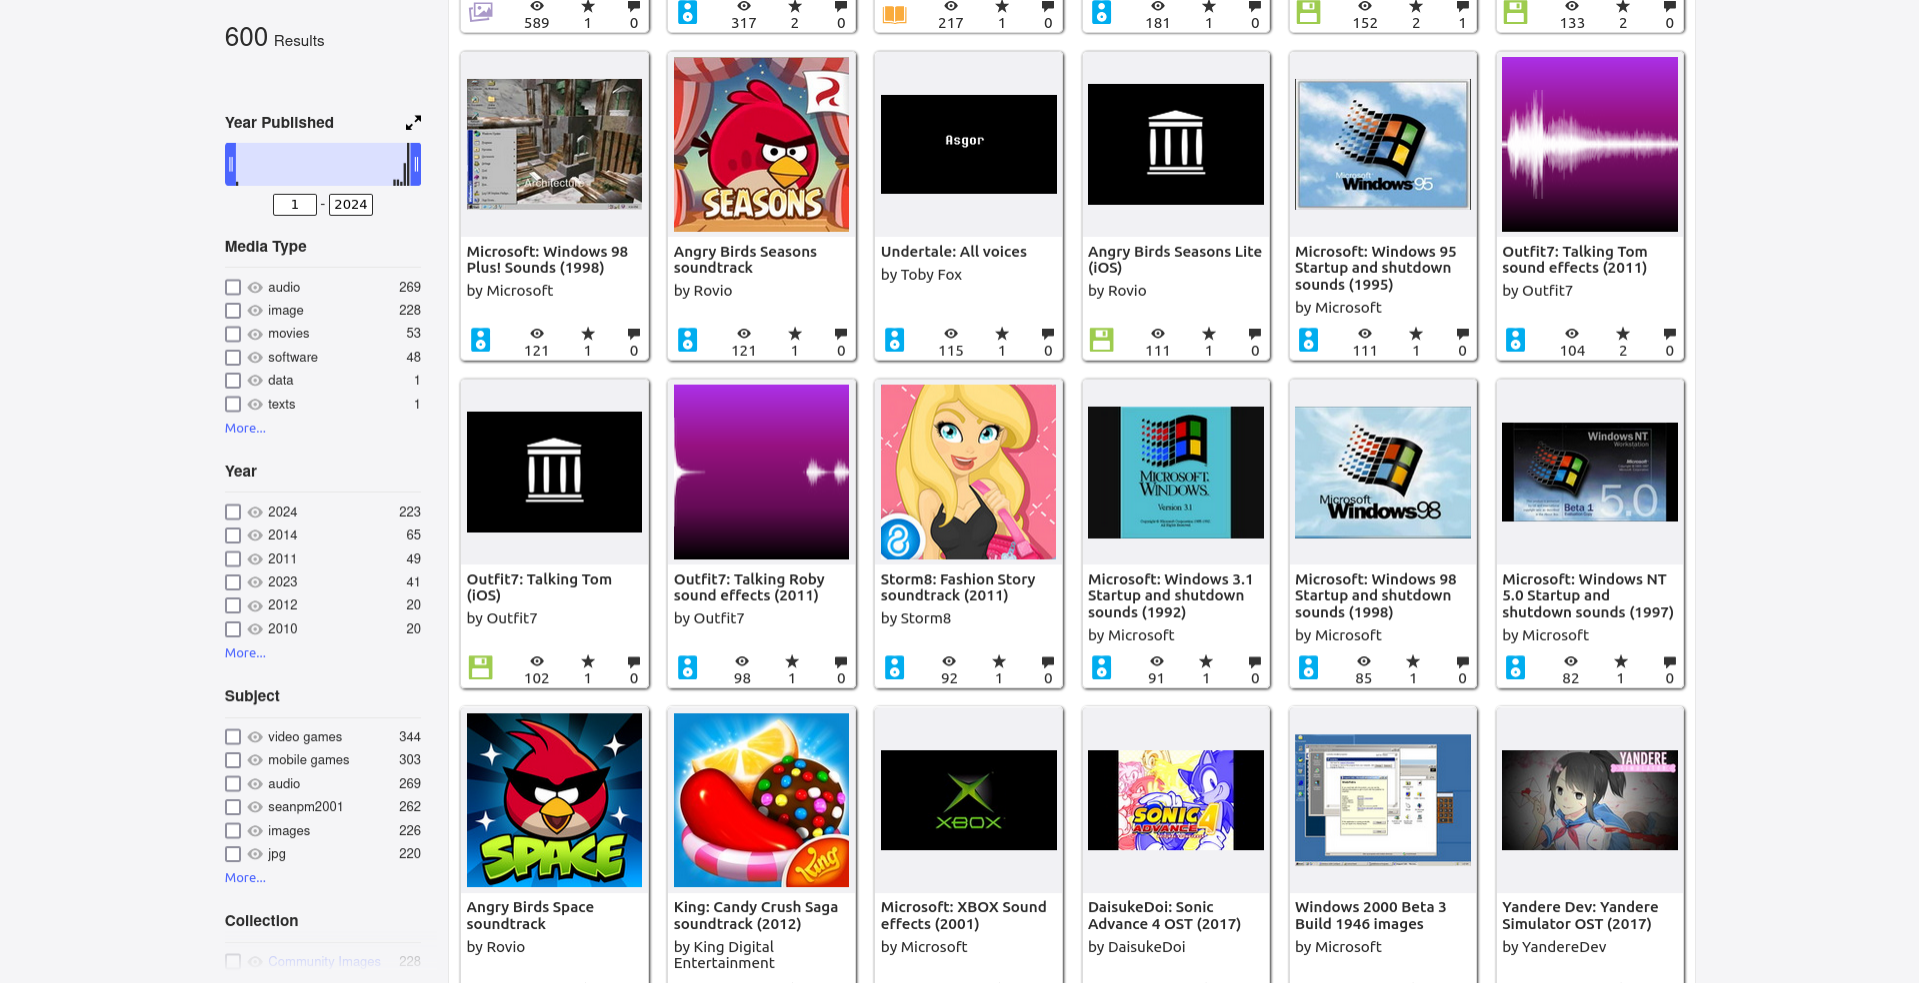 600 Results
Year Published
1 - 2024
Media Type
audio 269
image 228
movies 53
software 48
data 1
texts 1
More...
Year
2024 223
2014 65
2011 49
2023 41
2012 20
2010 20
More...
Subject
video games 344
mobile games 303
audio 269
seanpm2001 262
images 226
jpg 220
More...
Collection
Community Images 228
589 1 0
317 2 0
217 1 0
181 1 0
152 2 1
133 2 0
Architecture
Microsoft: Windows 98
Plus! Sounds (1998)
by Microsoft
121 1 0
SEASONS
Angry Birds Seasons
soundtrack
by Rovio
121 1 0
Asgor
Undertale: All voices
by Toby Fox
115 1 0
Angry Birds Seasons Lite
(iOS)
by Rovio
111 1 0
Microsoft
Windows 95
Microsoft: Windows 95
Startup and shutdown
sounds (1995)
by Microsoft
111 1 0
Outfit7: Talking Tom
sound effects (2011)
by Outfit7
104 2 0
Outfit7: Talking Tom
(iOS)
by Outfit7
102 1 0
Outfit7: Talking Roby
sound effects (2011)
by Outfit7
98 1 0
8
Storm8: Fashion Story
soundtrack (2011)
by Storm8
92 1 0
MICROSOFT.
WINDOWS.
Version 3.1
Microsoft: Windows 3.1
Startup and shutdown
sounds (1992)
by Microsoft
91 1 0
Microsoft
Windows98
Microsoft: Windows 98
Startup and shutdown
sounds (1998)
by Microsoft
85 1 0
Windows NT
Workstation
Microsoft
5.0
Beta 1
Microsoft: Windows NT
5.0 Startup and
shutdown sounds (1997)
by Microsoft
82 1 0
SPACE
Angry Birds Space
soundtrack
by Rovio
King
King: Candy Crush Saga
soundtrack (2012)
by King Digital
Entertainment
XBOX
Microsoft: XBOX Sound
effects (2001)
by Microsoft
SONIC
ADVANCE 4
DaisukeDoi: Sonic
Advance 4 OST (2017)
by DaisukeDoi
Windows 2000 Beta 3
Build 1946 images
by Microsoft
YANDERE
SIMULATOR
Yandere Dev: Yandere
Simulator OST (2017)
by YandereDev